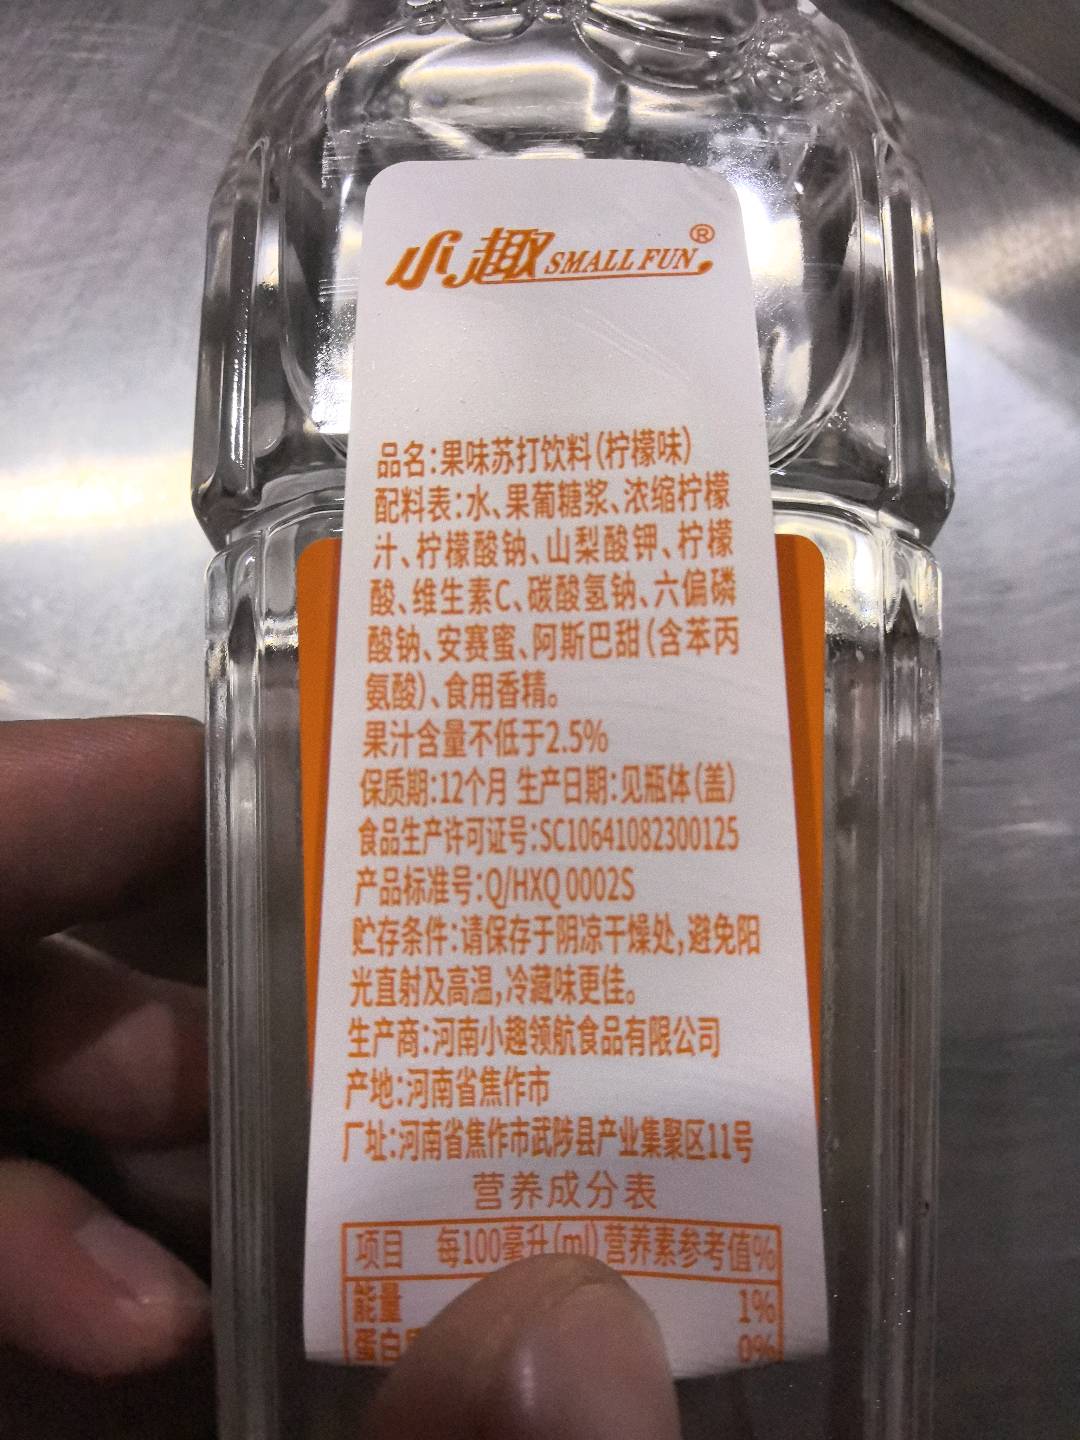 小趣 SMALL FUN ®
品名:果味苏打饮料(柠檬味)
配料表:水、果葡糖浆、浓缩柠檬
汁、柠檬酸钠、山梨酸钾、柠檬
酸、维生素C、碳酸氢钠、六偏磷
酸钠、安赛蜜、阿斯巴甜(含苯丙
氨酸)、食用香精。
果汁含量不低于2.5%
保质期:12个月 生产日期:见瓶体(盖)
食品生产许可证号:SC10641082300125
产品标准号:Q/HXQ 0002S
贮存条件:请保存于阴凉干燥处,避免阳
光直射及高温,冷藏味更佳。
生产商:河南小趣领航食品有限公司
产地:河南省焦作市
厂址:河南省焦作市武陟县产业集聚区11号
营养成分表
项目 每100毫升(ml) 营养素参考值%
能量 1%
蛋白 0%